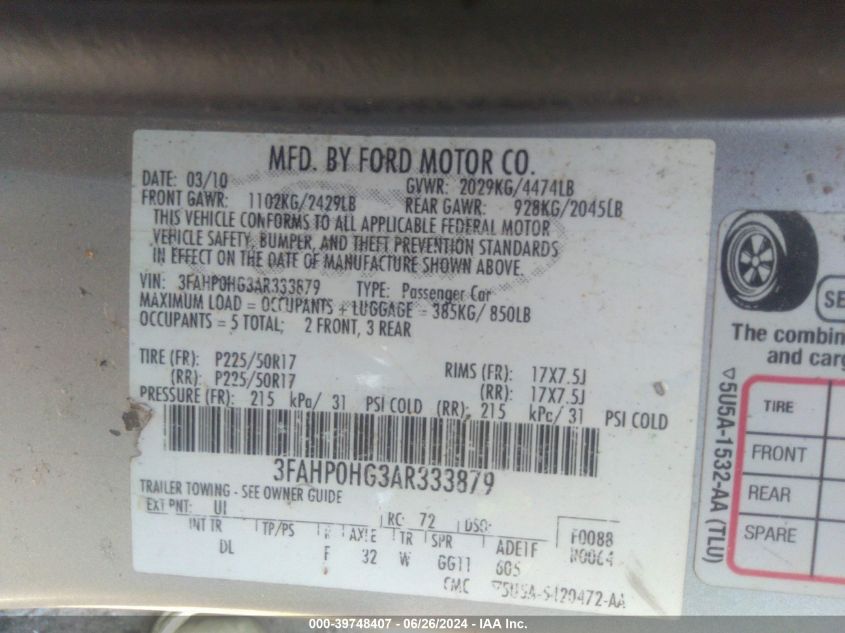 MFD. BY FORD MOTOR CO.
DATE: 03/10 GVWR: 2029KG/4474LB
FRONT GAWR: 1102KG/2429LB REAR GAWR: 928KG/2045LB
THIS VEHICLE CONFORMS TO ALL APPLICABLE FEDERAL MOTOR
VEHICLE SAFETY, BUMPER, AND THEFT PREVENTION STANDARDS
IN EFFECT ON THE DATE OF MANUFACTURE SHOWN ABOVE.
VIN: 3FAHP0HG3AR333879 TYPE: Passenger Car
MAXIMUM LOAD = OCCUPANTS + LUGGAGE = 385KG/ 850LB
OCCUPANTS = 5 TOTAL; 2 FRONT, 3 REAR
TIRE (FR): P225/50R17 RIMS (FR): 17X7.5J
(RR): P225/50R17 (RR): 17X7.5J
PRESSURE (FR): 215 kPa/ 31 PSI COLD (RR): 215 kPa/ 31 PSI COLD
3FAHP0HG3AR333879
TRAILER TOWING - SEE OWNER GUIDE
EXT PNT: UI RC: 72 DSO: F0088
INT TR TP/PS R AXLE TR SPR ADE1F
DL F 32 W GG11 605
CMC ▽5U5A-5420472-AA
SE
The combin
and carg
TIRE
FRONT
REAR
SPARE
▽5U5A-1532-AA (TLU)
000-39748407 - 06/26/2024 - IAA Inc.